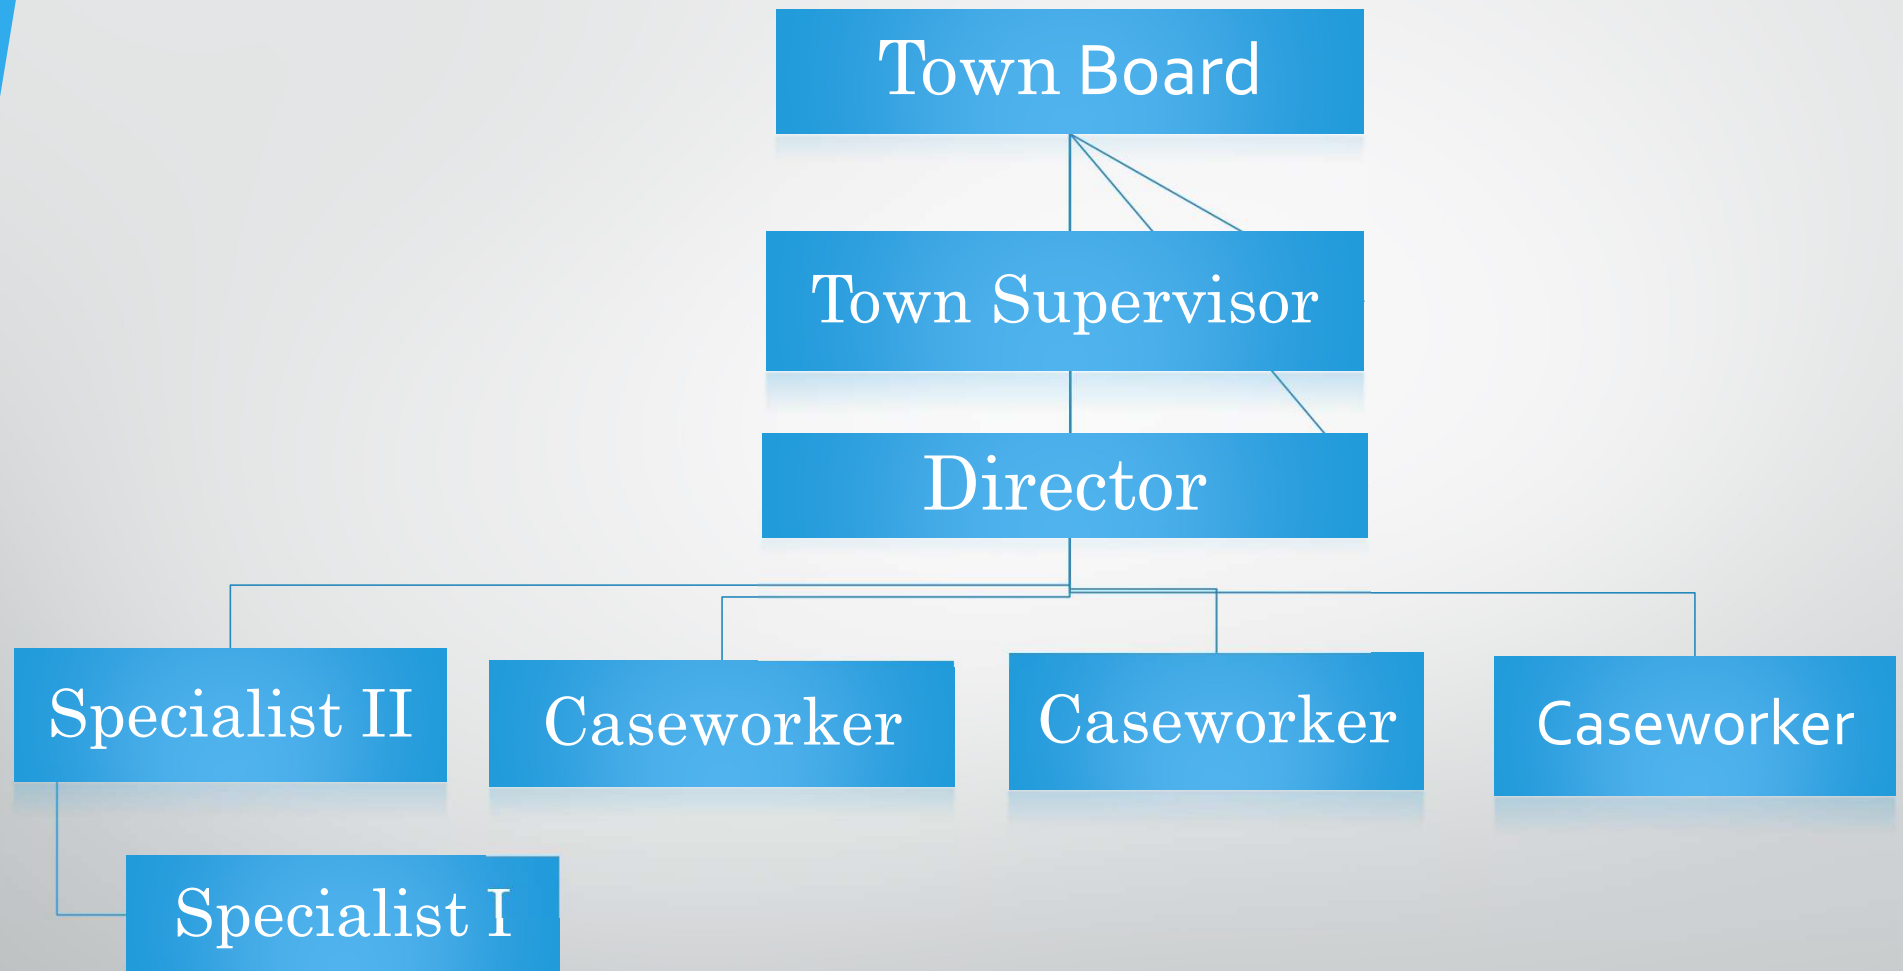 Town Board
Town Supervisor
Director
Specialist II
Caseworker
Caseworker
Caseworker
Specialist I